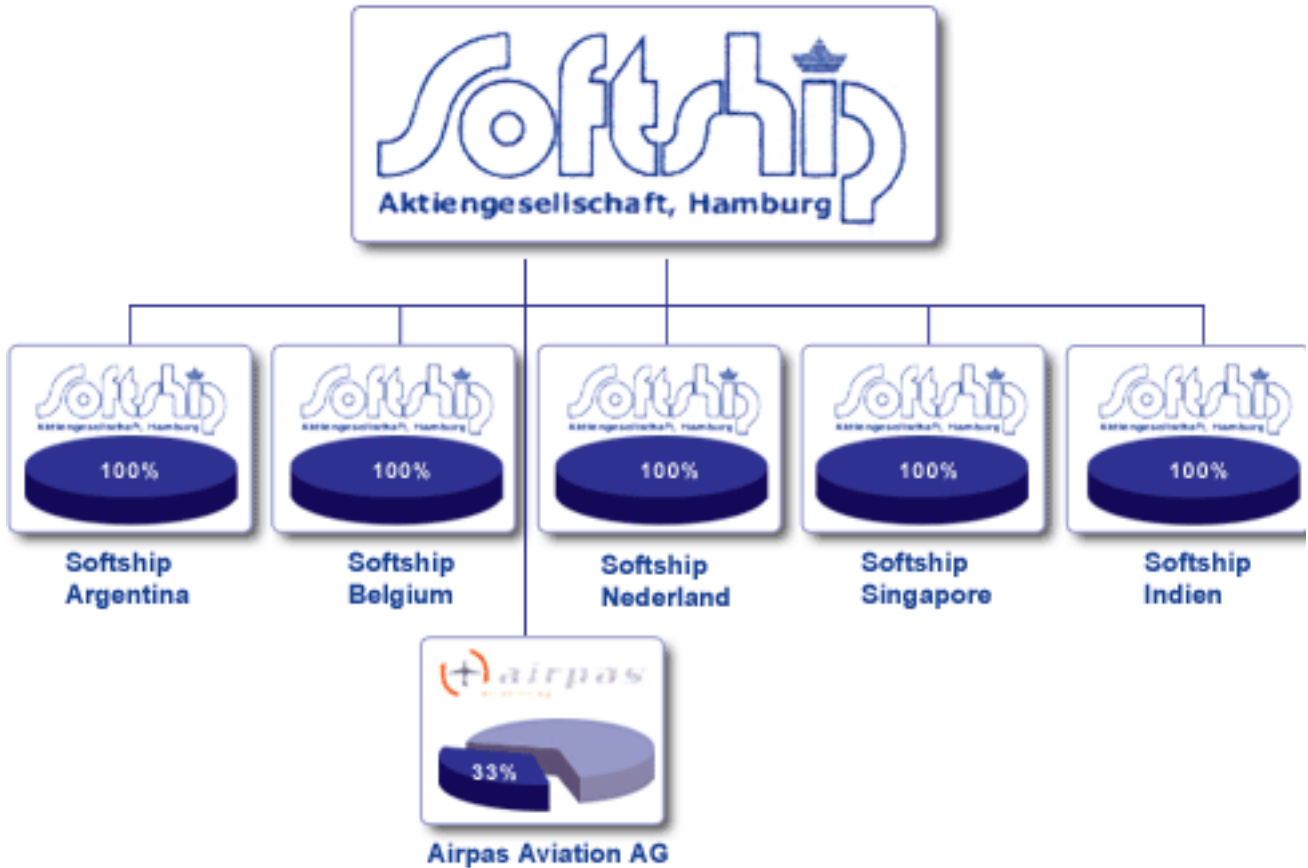 Softship
Aktiengesellschaft, Hamburg
Softship
Aktiengesellschaft, Hamburg
100%
Softship
Argentina
Softship
Aktiengesellschaft, Hamburg
100%
Softship
Belgium
Softship
Aktiengesellschaft, Hamburg
100%
Softship
Nederland
Softship
Aktiengesellschaft, Hamburg
100%
Softship
Singapore
Softship
Aktiengesellschaft, Hamburg
100%
Softship
Indien
airpas
33%
Airpas Aviation AG